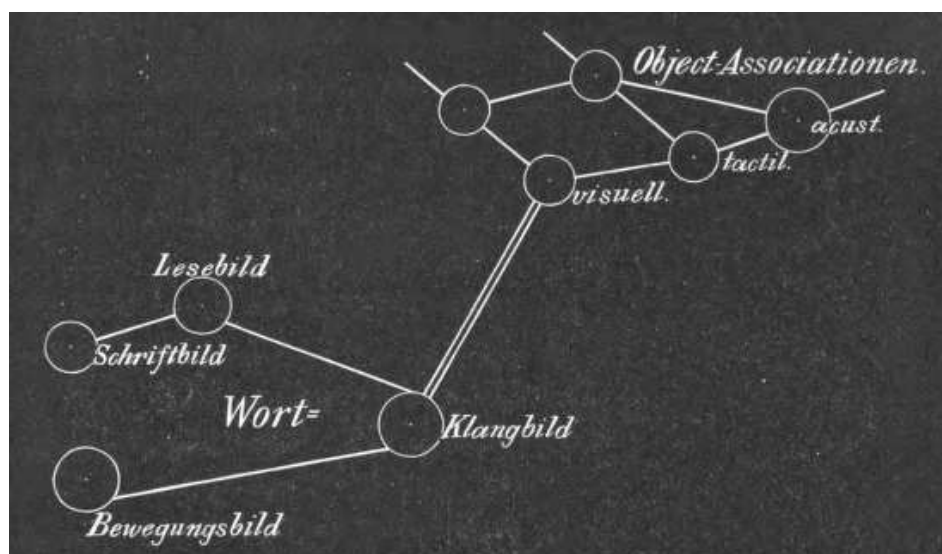 Object-Associationen.
acust.
tactil.
visuell.
Lesebild
Schriftbild
Wort=
Klangbild
Bewegungsbild